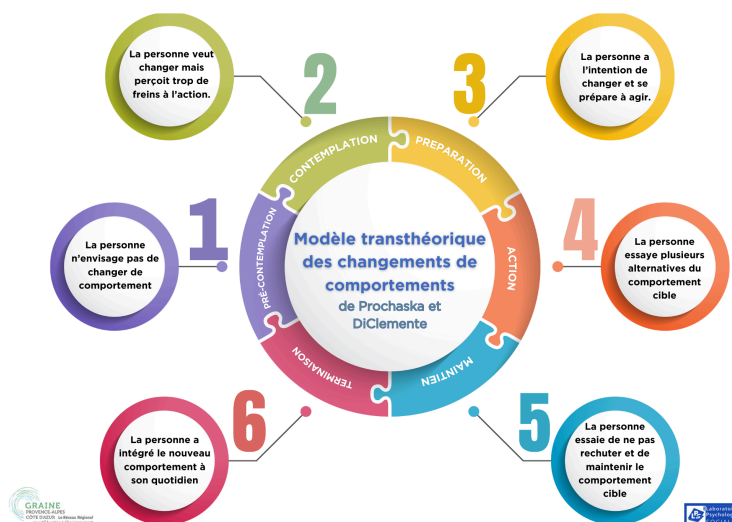 Modèle transthéorique
des changements de
comportements
de Prochaska et
DiClemente
1
PRÉ-CONTEMPLATION
La personne
n'envisage pas de
changer de
comportement
2
CONTEMPLATION
La personne veut
changer mais
perçoit trop de
freins à l'action.
3
PREPARATION
La personne a
l'intention de
changer et se
prépare à agir.
4
ACTION
La personne
essaye plusieurs
alternatives du
comportement
cible
5
MAINTIEN
La personne
essaie de ne pas
rechuter et de
maintenir le
comportement
cible
6
TERMINAISON
La personne a
intégré le nouveau
comportement à
son quotidien
GRAINE
PROVENCE-ALPES
CÔTE D'AZUR Le Réseau Régional